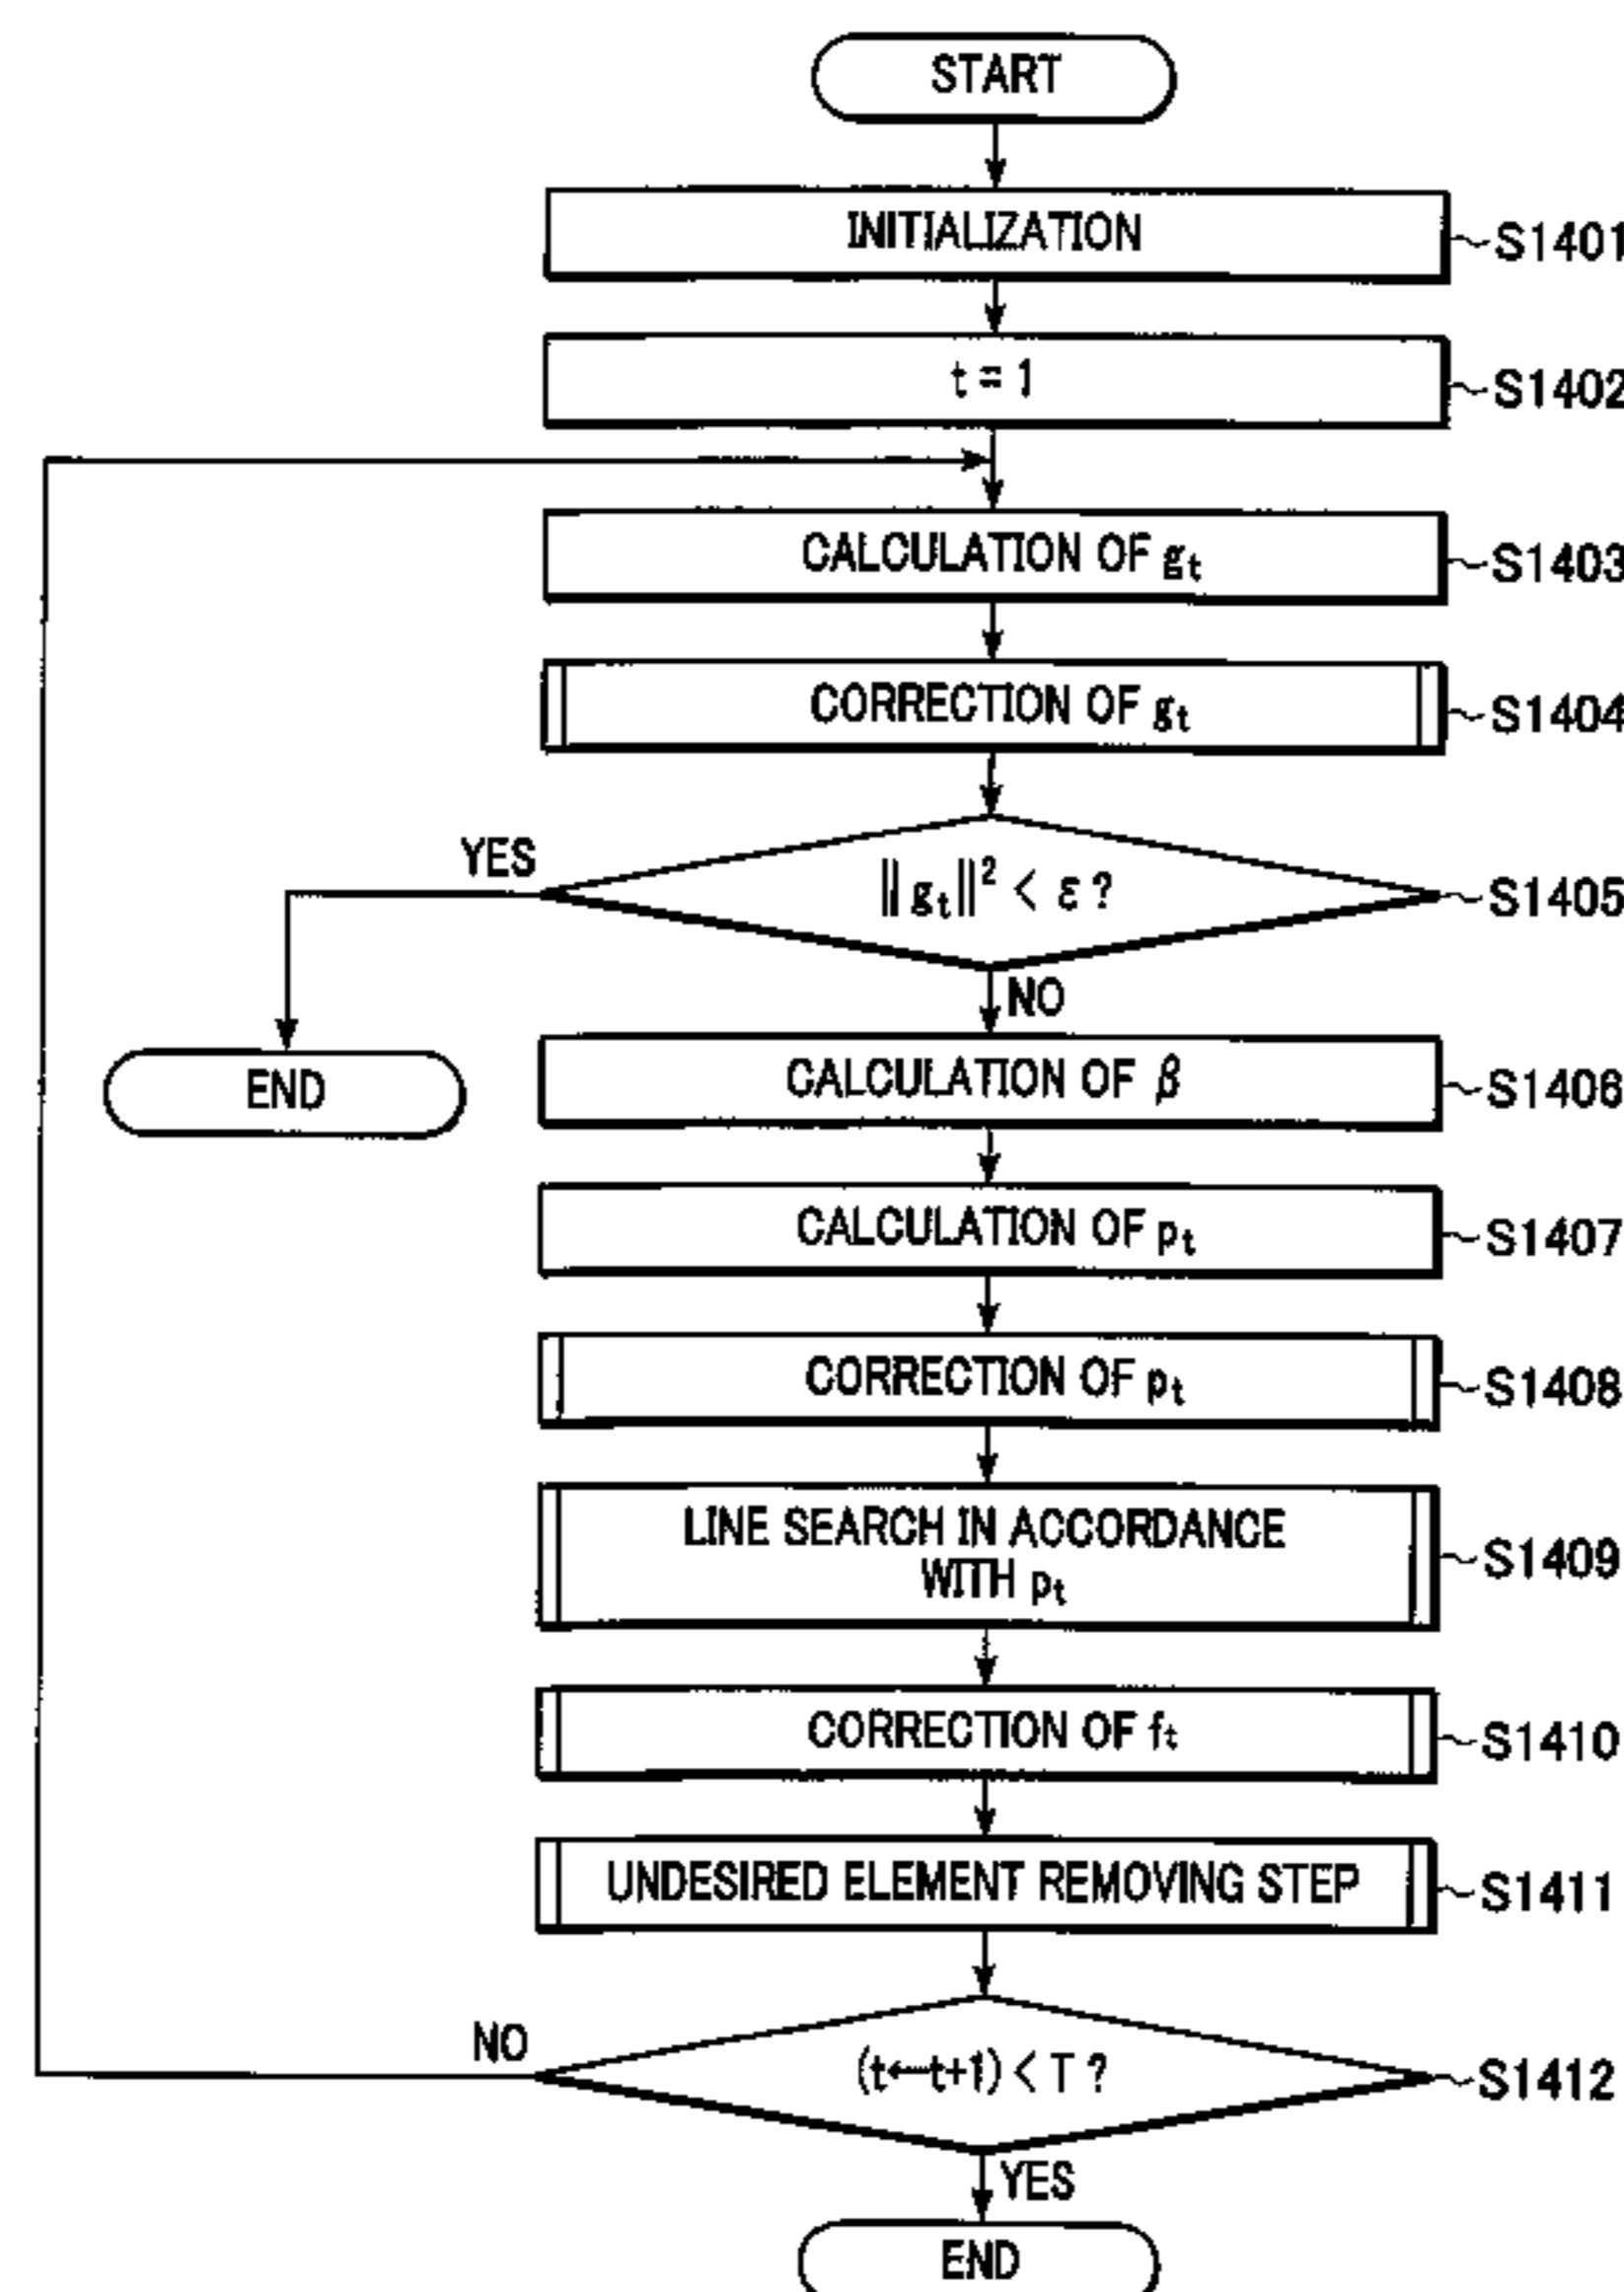 START
INITIALIZATION
S1401
t = 1
S1402
CALCULATION OF gt
S1403
CORRECTION OF gt
S1404
YES
‖ gt ‖² < ε ?
S1405
NO
END
CALCULATION OF β
S1406
CALCULATION OF pt
S1407
CORRECTION OF pt
S1408
LINE SEARCH IN ACCORDANCE
WITH pt
S1409
CORRECTION OF ft
S1410
UNDESIRED ELEMENT REMOVING STEP
S1411
NO
(t←t+1) < T ?
S1412
YES
END